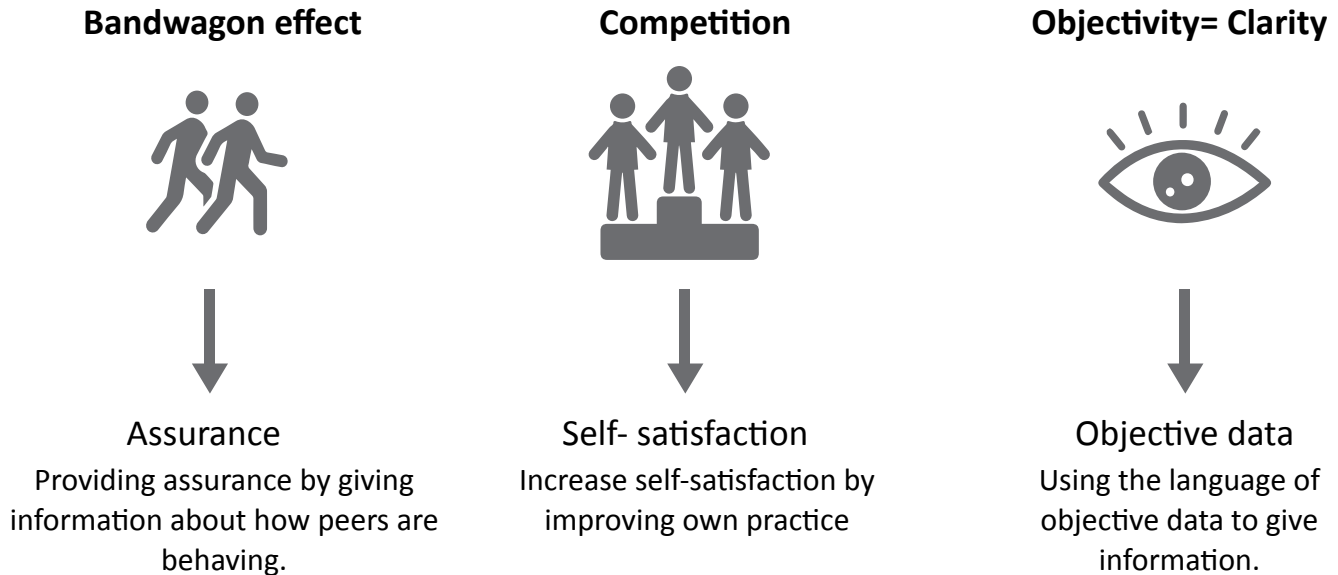 Bandwagon effect
Competition
Objectivity= Clarity
Assurance
Providing assurance by giving
information about how peers are
behaving.
Self- satisfaction
Increase self-satisfaction by
improving own practice
Objective data
Using the language of
objective data to give
information.